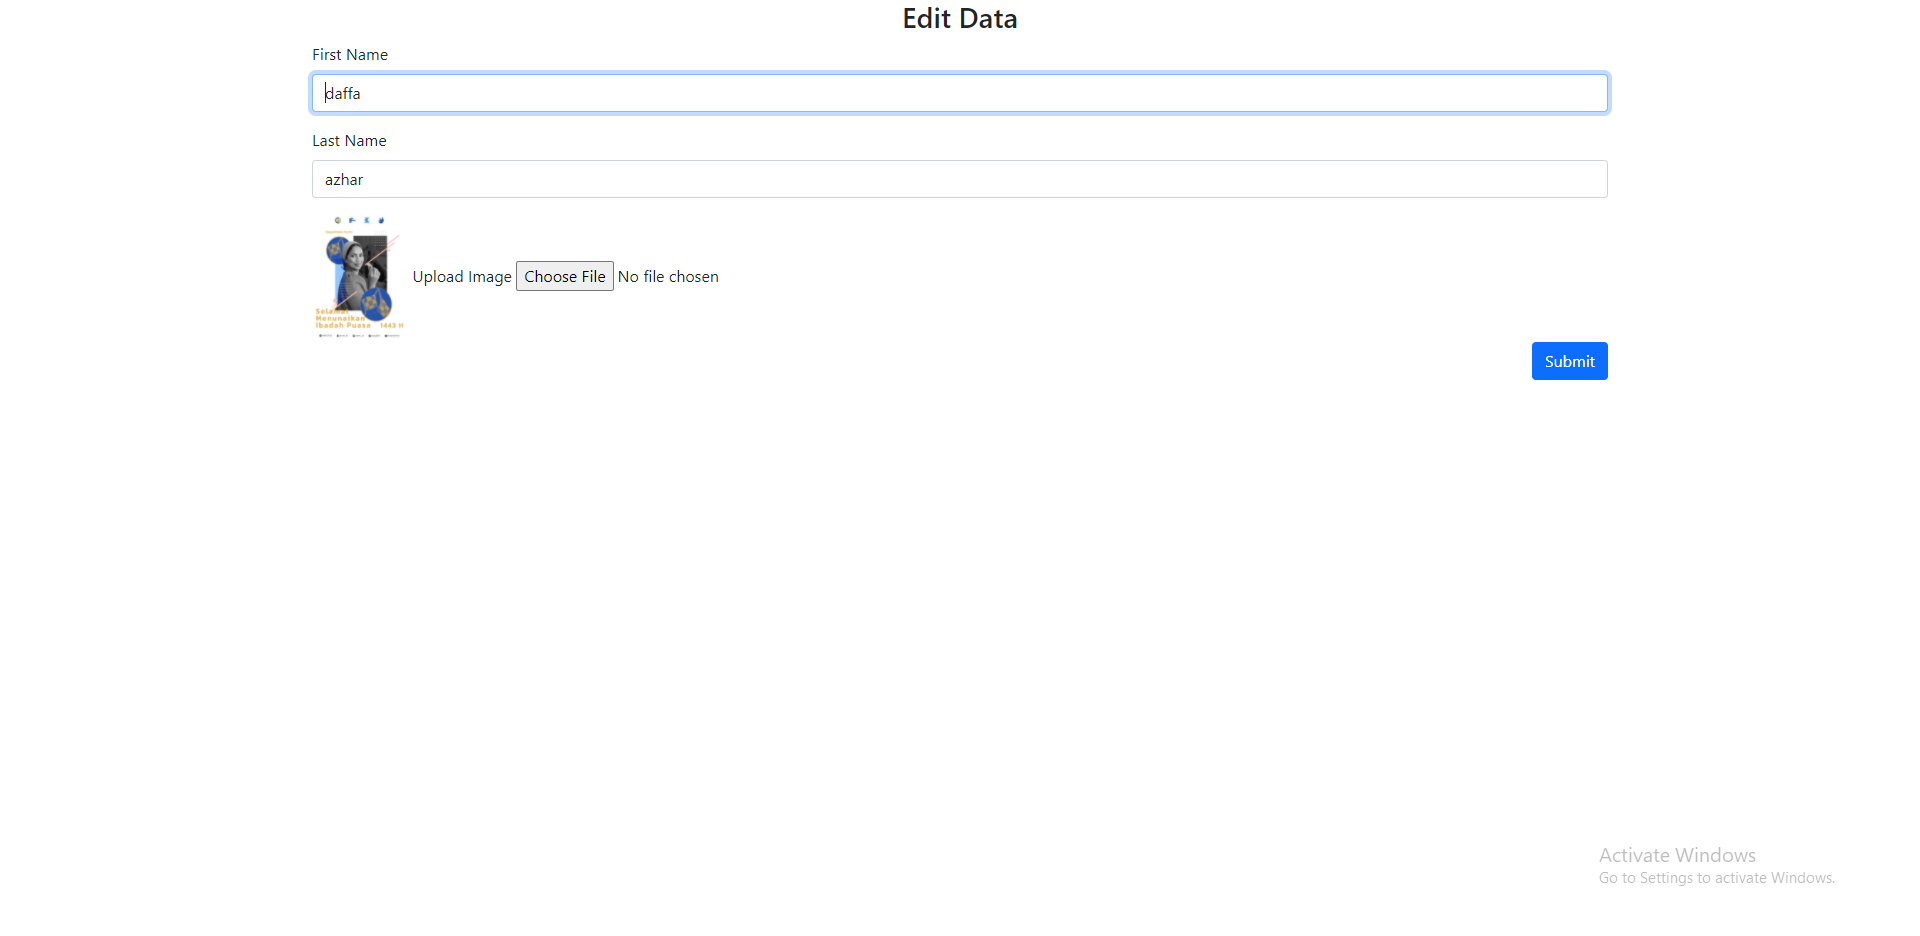 Edit Data
First Name
daffa
Last Name
azhar
Selamat
Menunaikan
Ibadah Puasa 1443 H
Upload Image Choose File No file chosen
Submit
Activate Windows
Go to Settings to activate Windows.